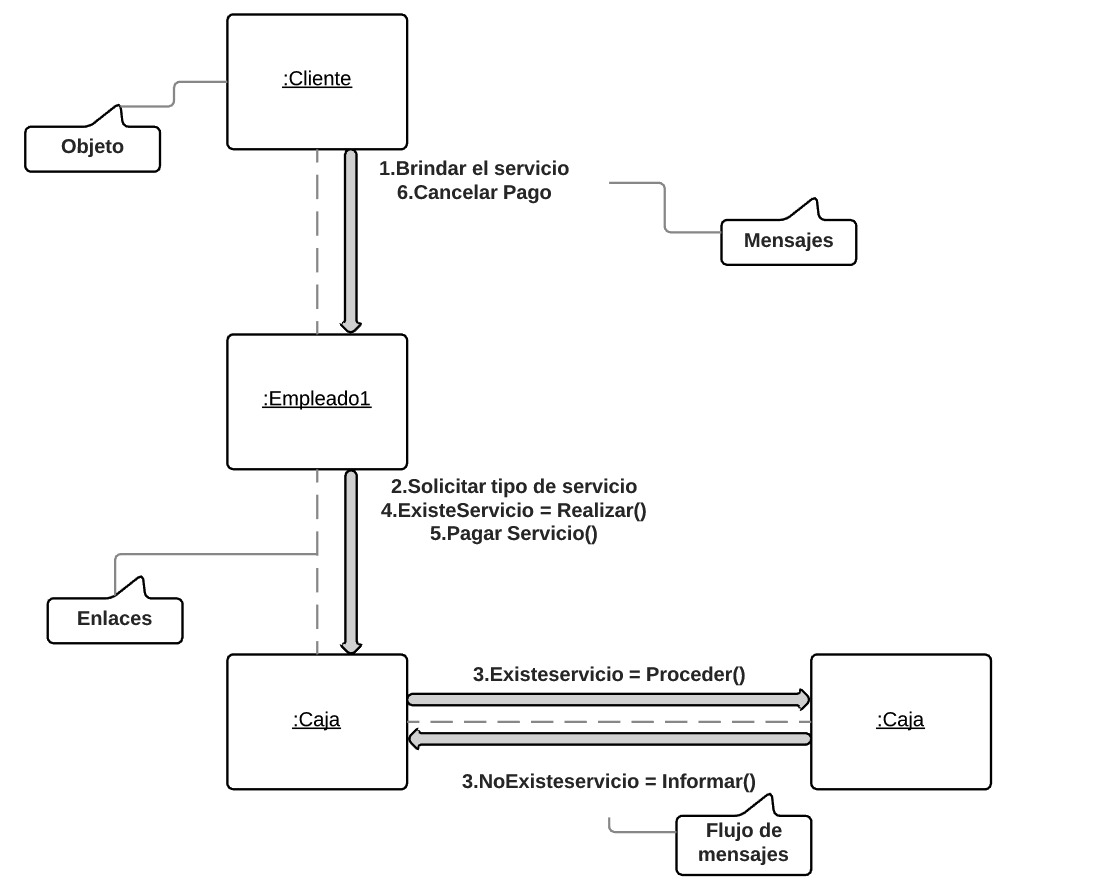 :Cliente
Objeto
1.Brindar el servicio
6.Cancelar Pago
Mensajes
:Empleado1
2.Solicitar tipo de servicio
4.ExisteServicio = Realizar()
5.Pagar Servicio()
Enlaces
3.Existeservicio = Proceder()
:Caja
:Caja
3.NoExisteservicio = Informar()
Flujo de
mensajes